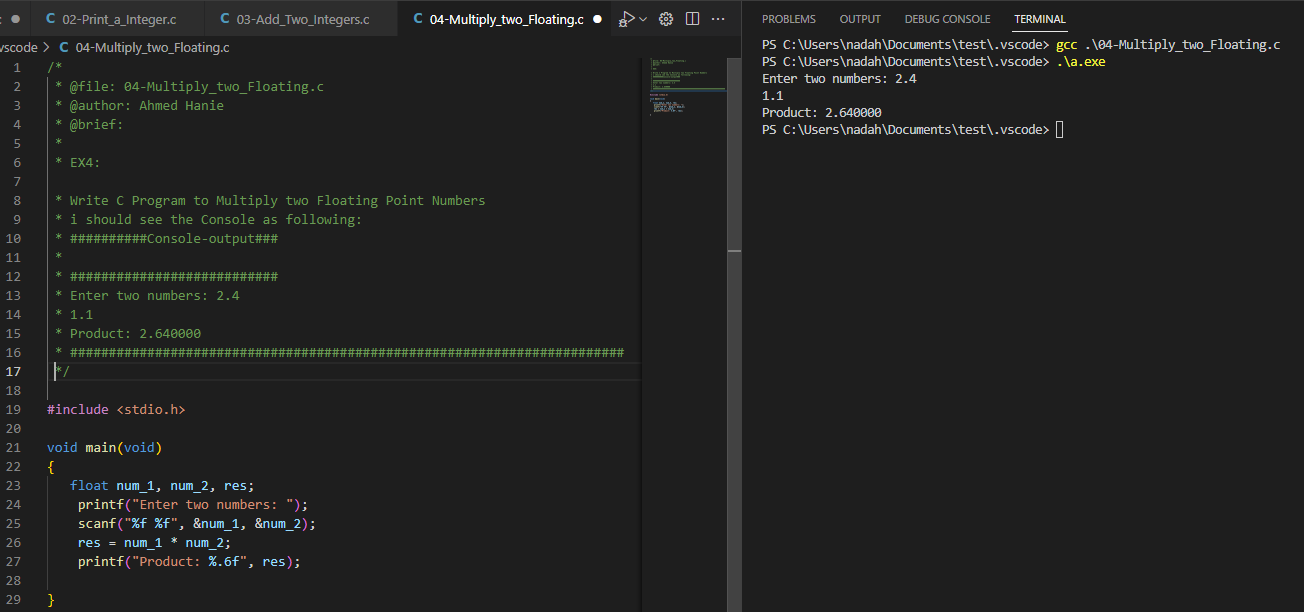 C 02-Print_a_Integer.c C 03-Add_Two_Integers.c C 04-Multiply_two_Floating.c
vscode > C 04-Multiply_two_Floating.c
1 /*
2 * @file: 04-Multiply_two_Floating.c
3 * @author: Ahmed Hanie
4 * @brief:
5 *
6 * EX4:
7
8 * Write C Program to Multiply two Floating Point Numbers
9 * i should see the Console as following:
10 * ##########Console-output###
11 *
12 * ###########################
13 * Enter two numbers: 2.4
14 * 1.1
15 * Product: 2.640000
16 * ########################################################################
17 */
18
19 #include <stdio.h>
20
21 void main(void)
22 {
23 float num_1, num_2, res;
24 printf("Enter two numbers: ");
25 scanf("%f %f", &num_1, &num_2);
26 res = num_1 * num_2;
27 printf("Product: %.6f", res);
28
29 }
PROBLEMS OUTPUT DEBUG CONSOLE TERMINAL
PS C:\Users\nadah\Documents\test\.vscode> gcc .\04-Multiply_two_Floating.c
PS C:\Users\nadah\Documents\test\.vscode> .\a.exe
Enter two numbers: 2.4
1.1
Product: 2.640000
PS C:\Users\nadah\Documents\test\.vscode>